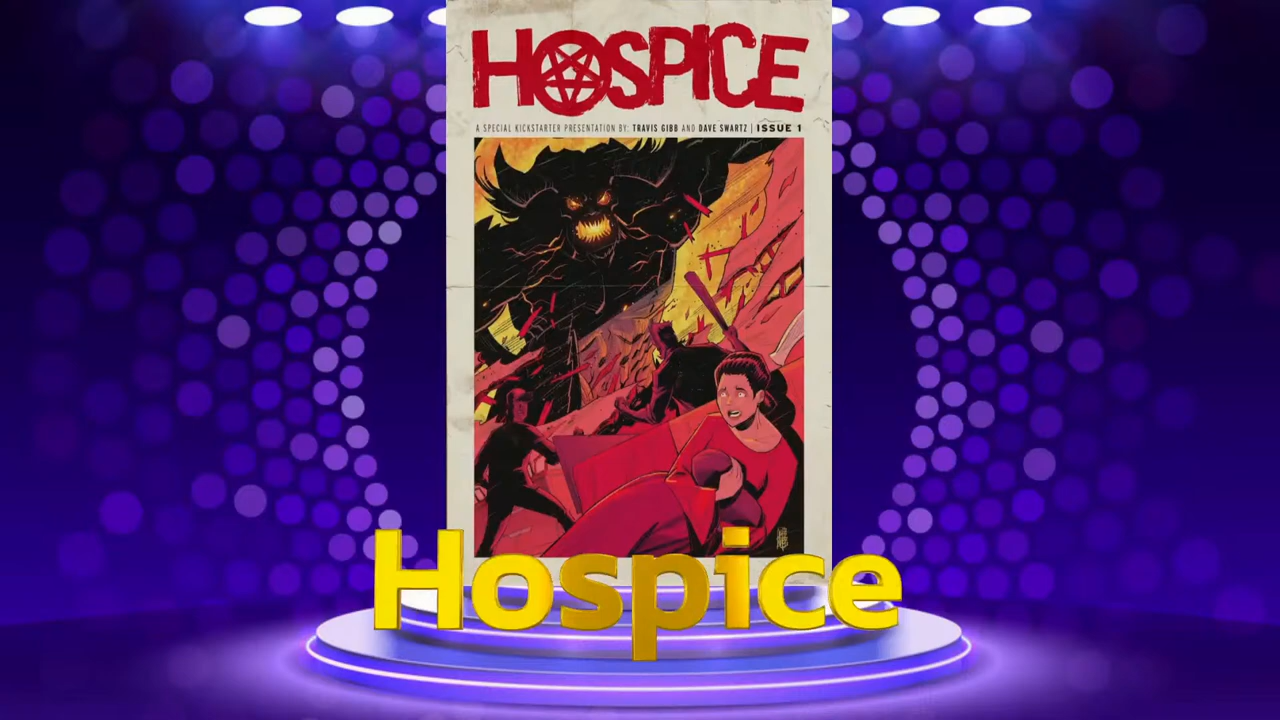 HOSPICE
A SPECIAL KICKSTARTER PRESENTATION BY: TRAVIS GIBB AND DAVE SWARTZ | ISSUE 1
Hospice